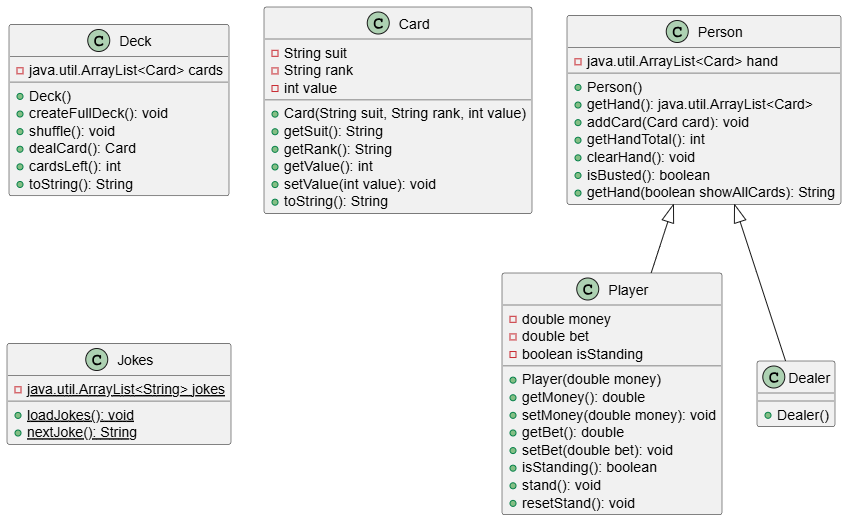 C Deck
java.util.ArrayList<Card> cards
Deck()
createFullDeck(): void
shuffle(): void
dealCard(): Card
cardsLeft(): int
toString(): String
C Card
String suit
String rank
int value
Card(String suit, String rank, int value)
getSuit(): String
getRank(): String
getValue(): int
setValue(int value): void
toString(): String
C Person
java.util.ArrayList<Card> hand
Person()
getHand(): java.util.ArrayList<Card>
addCard(Card card): void
getHandTotal(): int
clearHand(): void
isBusted(): boolean
getHand(boolean showAllCards): String
C Jokes
java.util.ArrayList<String> jokes
loadJokes(): void
nextJoke(): String
C Player
double money
double bet
boolean isStanding
Player(double money)
getMoney(): double
setMoney(double money): void
getBet(): double
setBet(double bet): void
isStanding(): boolean
stand(): void
resetStand(): void
C Dealer
Dealer()